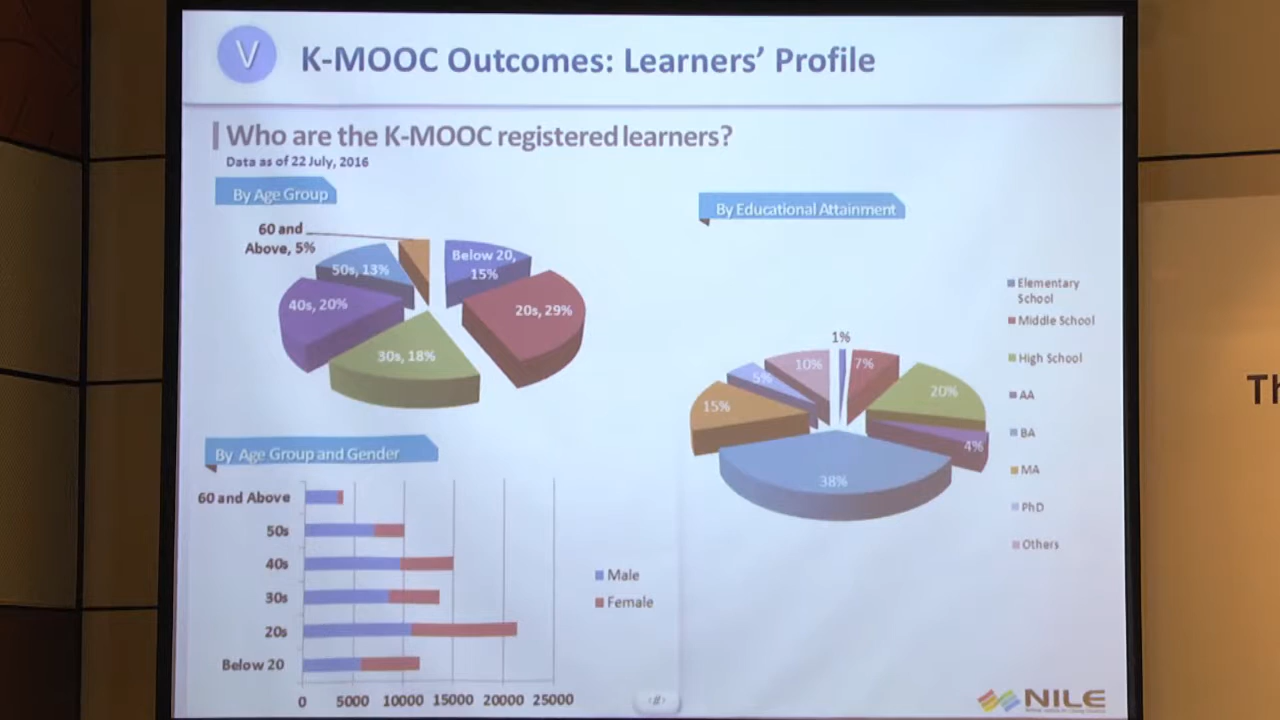 V
K-MOOC Outcomes: Learners' Profile
Who are the K-MOOC registered learners?
Data as of 22 July, 2016
By Age Group
60 and
Above, 5%
Below 20,
15%
50s, 13%
20s, 29%
40s, 20%
30s, 18%
By Educational Attainment
1%
7%
10%
5%
20%
15%
4%
38%
Elementary
School
Middle School
High School
AA
BA
MA
PhD
Others
By Age Group and Gender
60 and Above
50s
40s
30s
20s
Below 20
0 5000 10000 15000 20000 25000
Male
Female
‹#›
NILE
Th